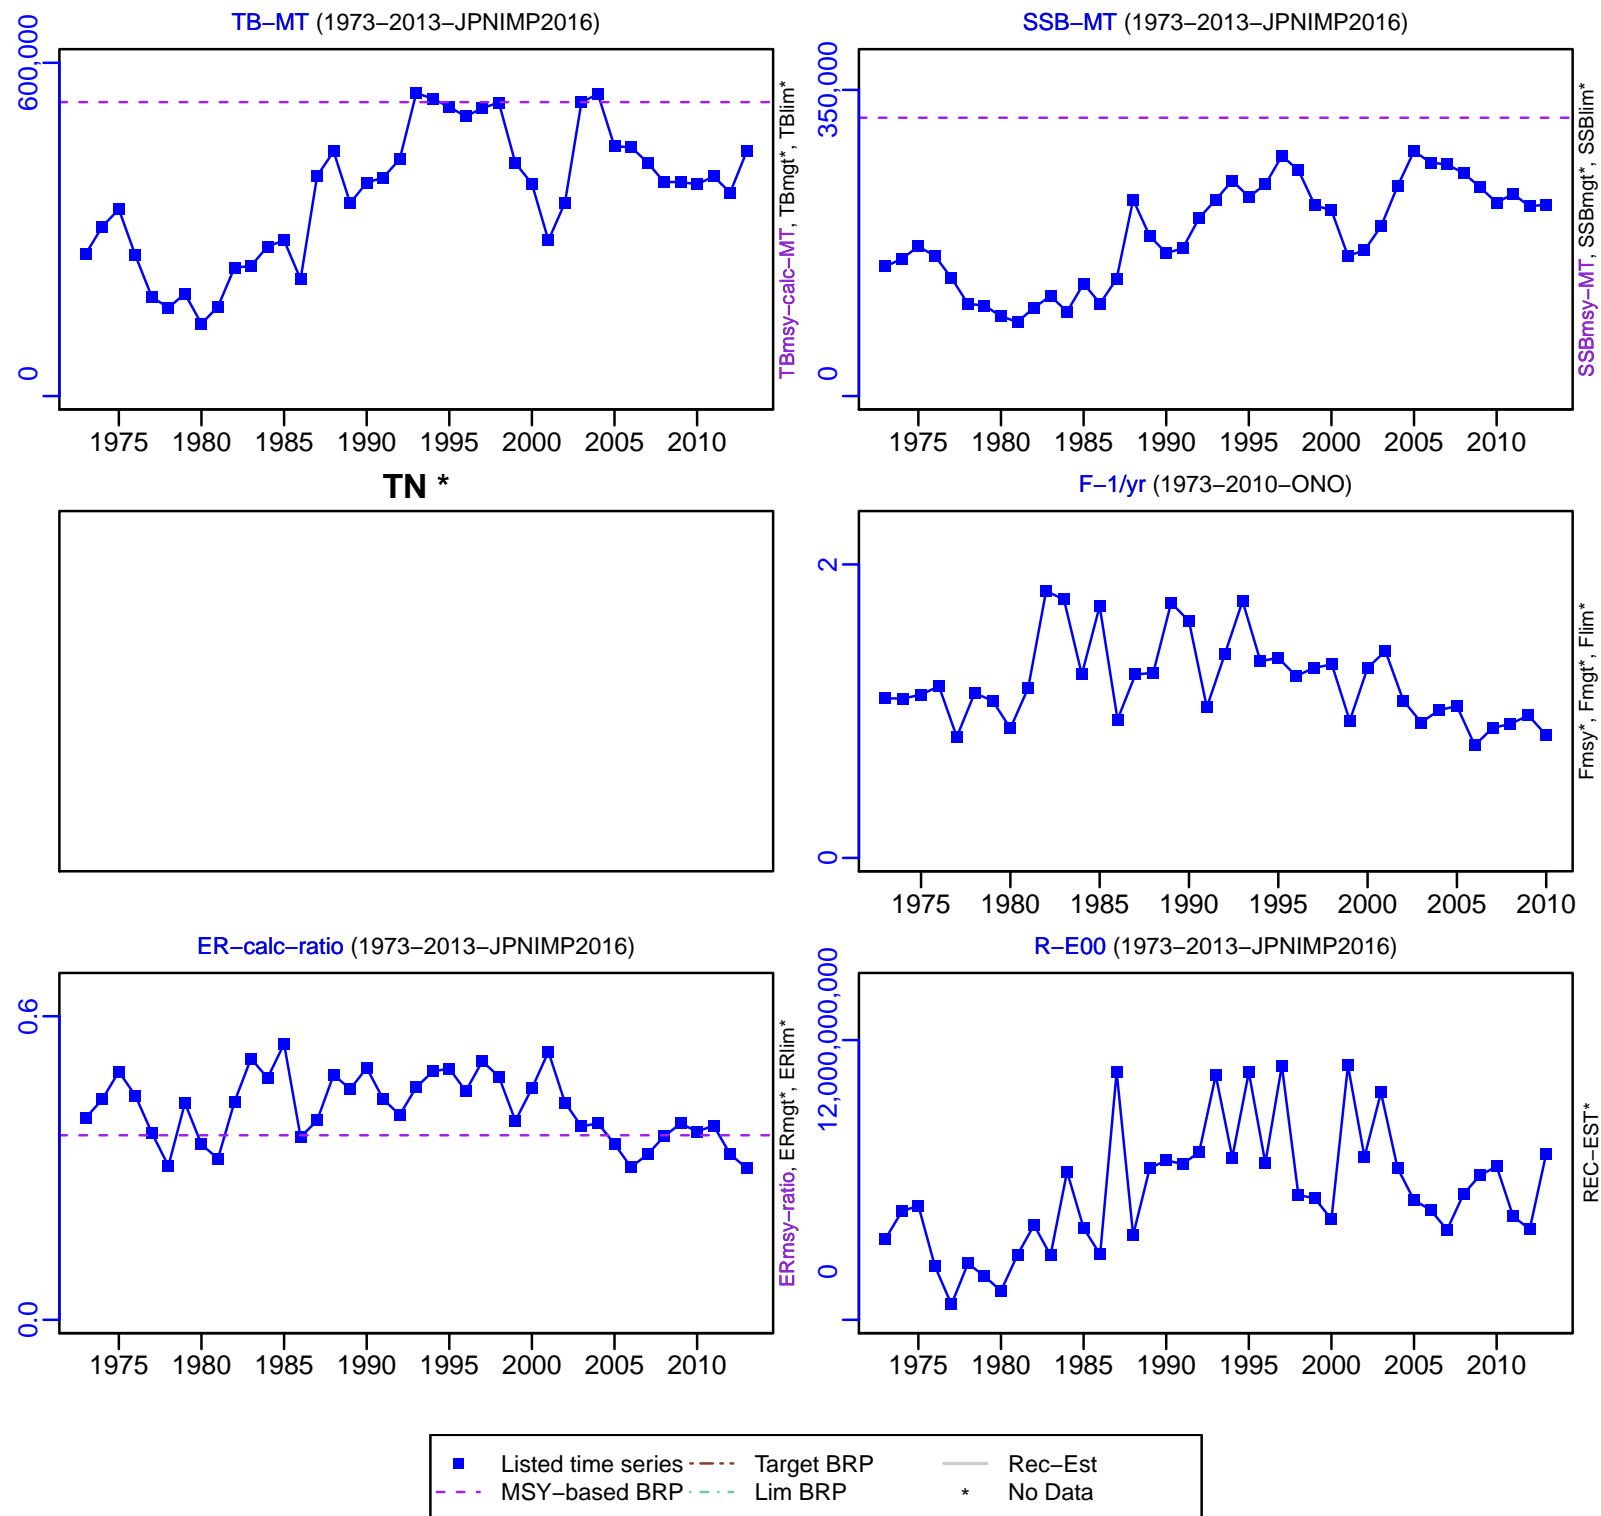 TB−MT (1973−2013−JPNIMP2016)
600,000
0
TBmsy−calc−MT, TBmgt*, TBlim*
1975 1980 1985 1990 1995 2000 2005 2010
SSB−MT (1973−2013−JPNIMP2016)
350,000
0
SSBmsy−MT, SSBmgt*, SSBlim*
1975 1980 1985 1990 1995 2000 2005 2010
TN *
F−1/yr (1973−2010−ONO)
2
0
Fmsy*, Fmgt*, Flim*
1975 1980 1985 1990 1995 2000 2005 2010
ER−calc−ratio (1973−2013−JPNIMP2016)
0.6
0.0
ERmsy−ratio, ERmgt*, ERlim*
1975 1980 1985 1990 1995 2000 2005 2010
R−E00 (1973−2013−JPNIMP2016)
12,000,000,000
0
REC−EST*
1975 1980 1985 1990 1995 2000 2005 2010
Listed time series Target BRP Rec−Est
MSY−based BRP Lim BRP * No Data